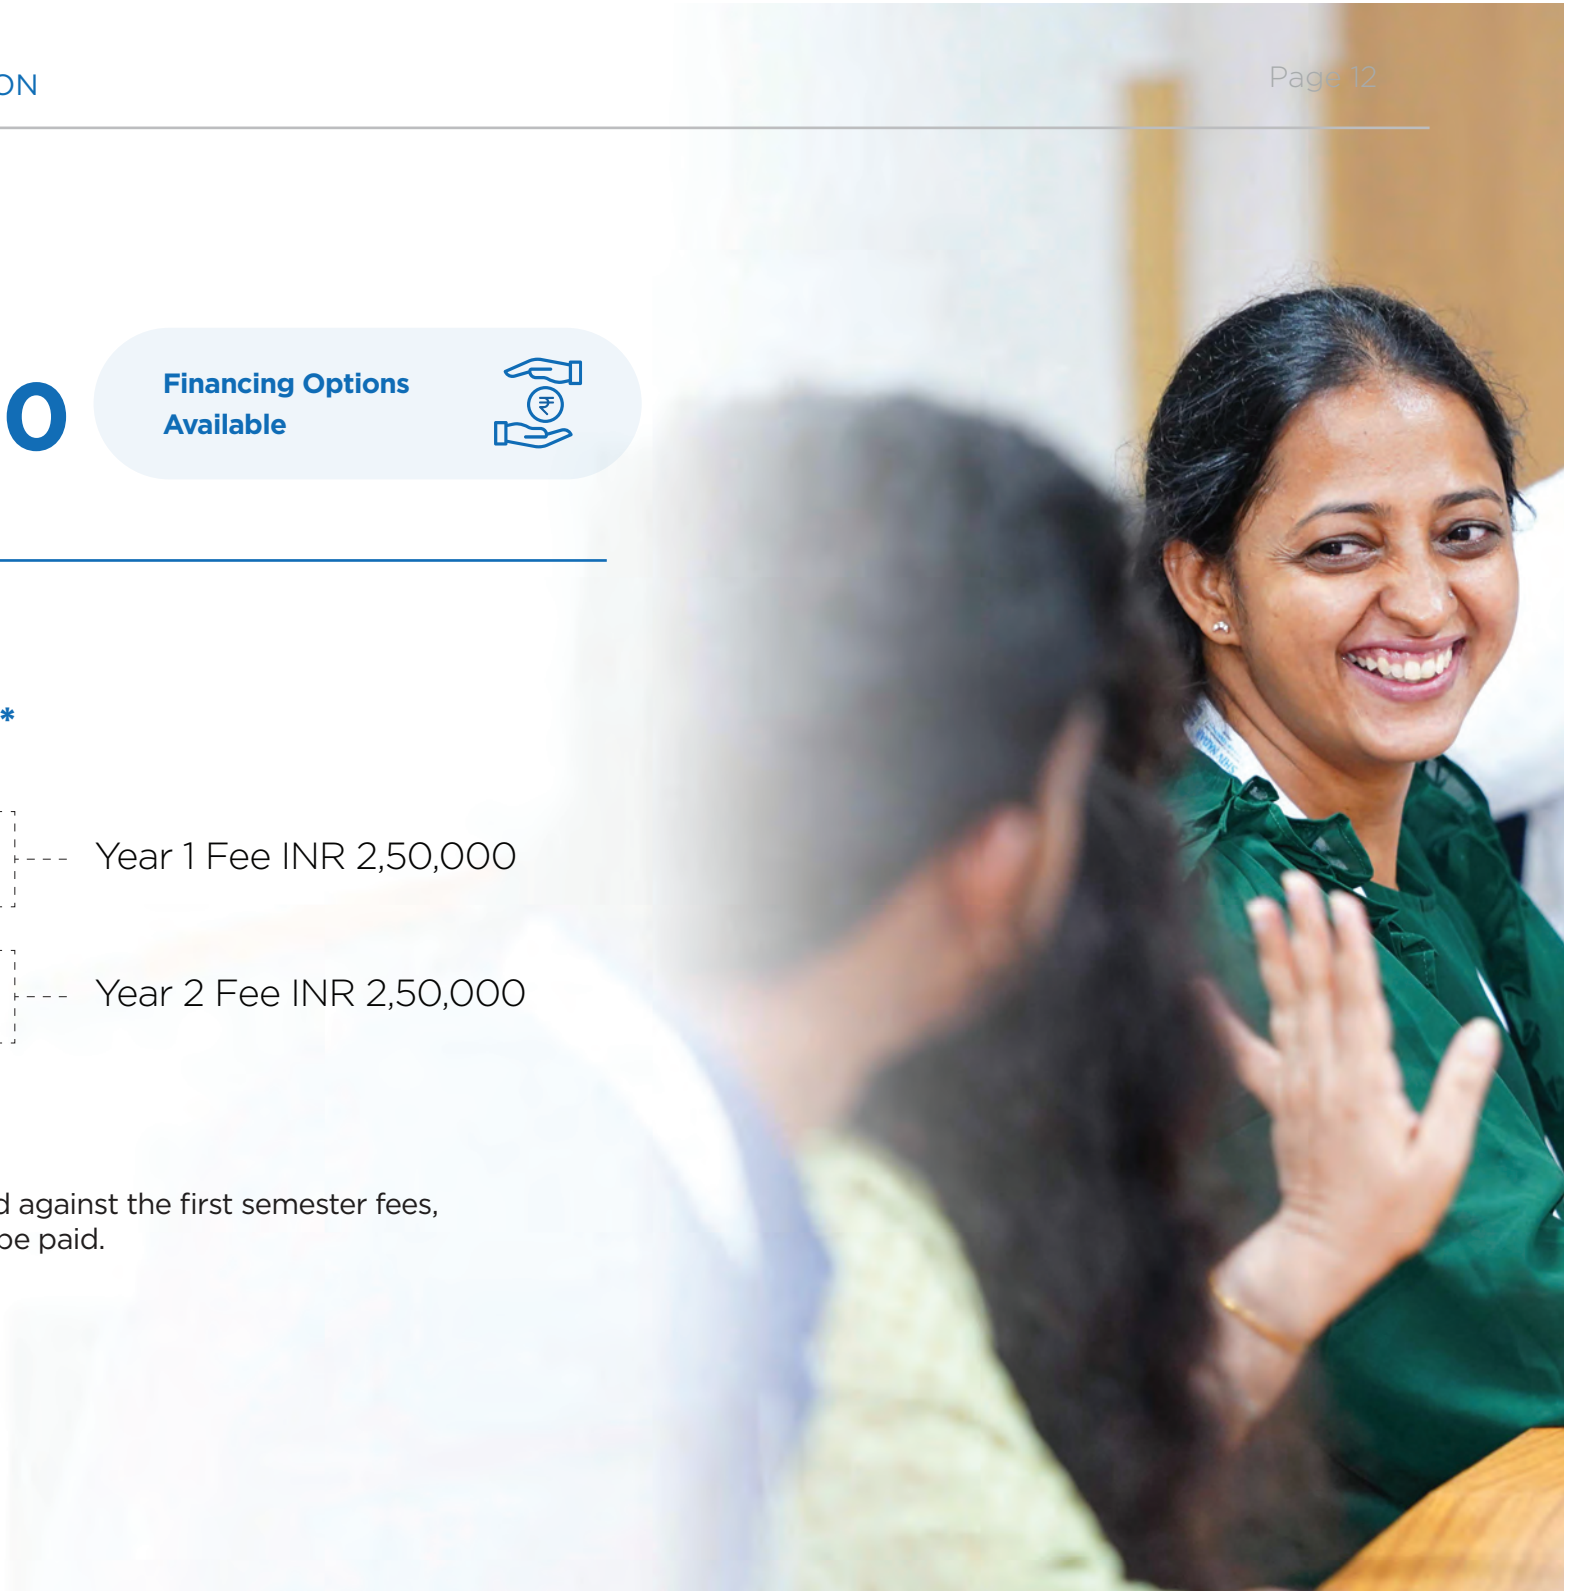 ON
Page 12
0
Financing Options
Available
₹
*
Year 1 Fee INR 2,50,000
Year 2 Fee INR 2,50,000
d against the first semester fees,
be paid.